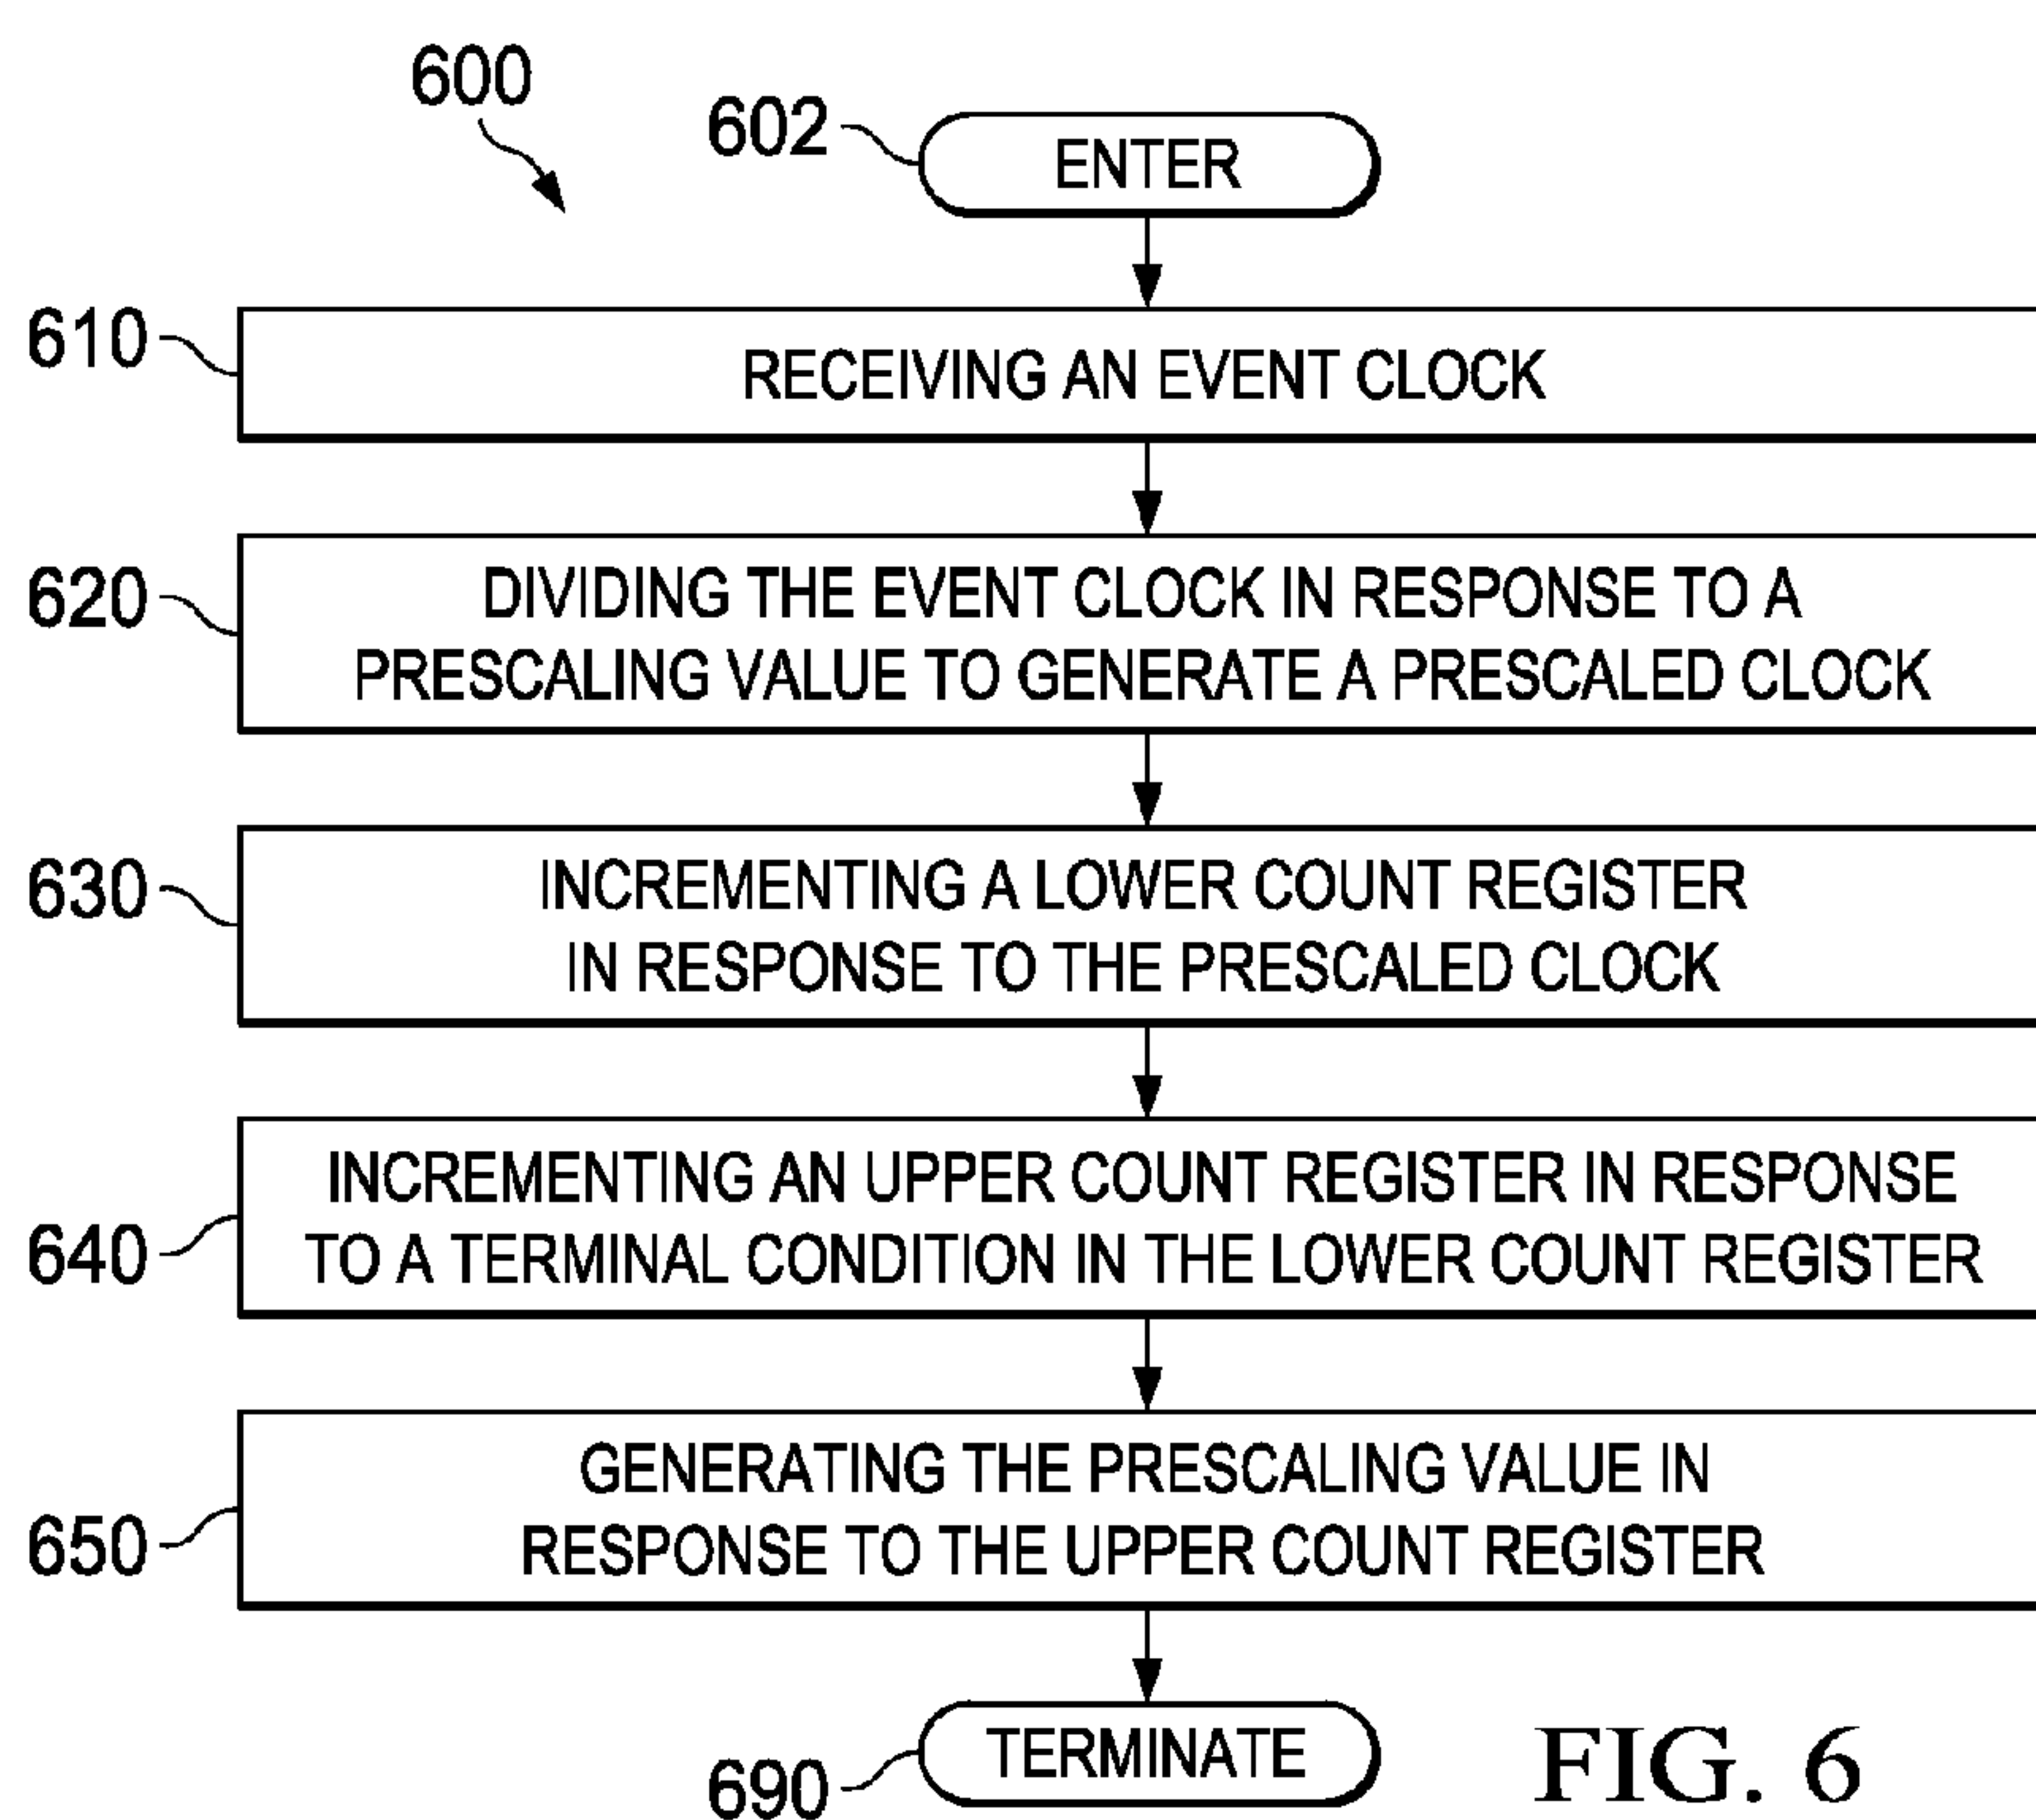 600
602
ENTER
610
RECEIVING AN EVENT CLOCK
620
DIVIDING THE EVENT CLOCK IN RESPONSE TO A
PRESCALING VALUE TO GENERATE A PRESCALED CLOCK
630
INCREMENTING A LOWER COUNT REGISTER
IN RESPONSE TO THE PRESCALED CLOCK
640
INCREMENTING AN UPPER COUNT REGISTER IN RESPONSE
TO A TERMINAL CONDITION IN THE LOWER COUNT REGISTER
650
GENERATING THE PRESCALING VALUE IN
RESPONSE TO THE UPPER COUNT REGISTER
690
TERMINATE
FIG. 6